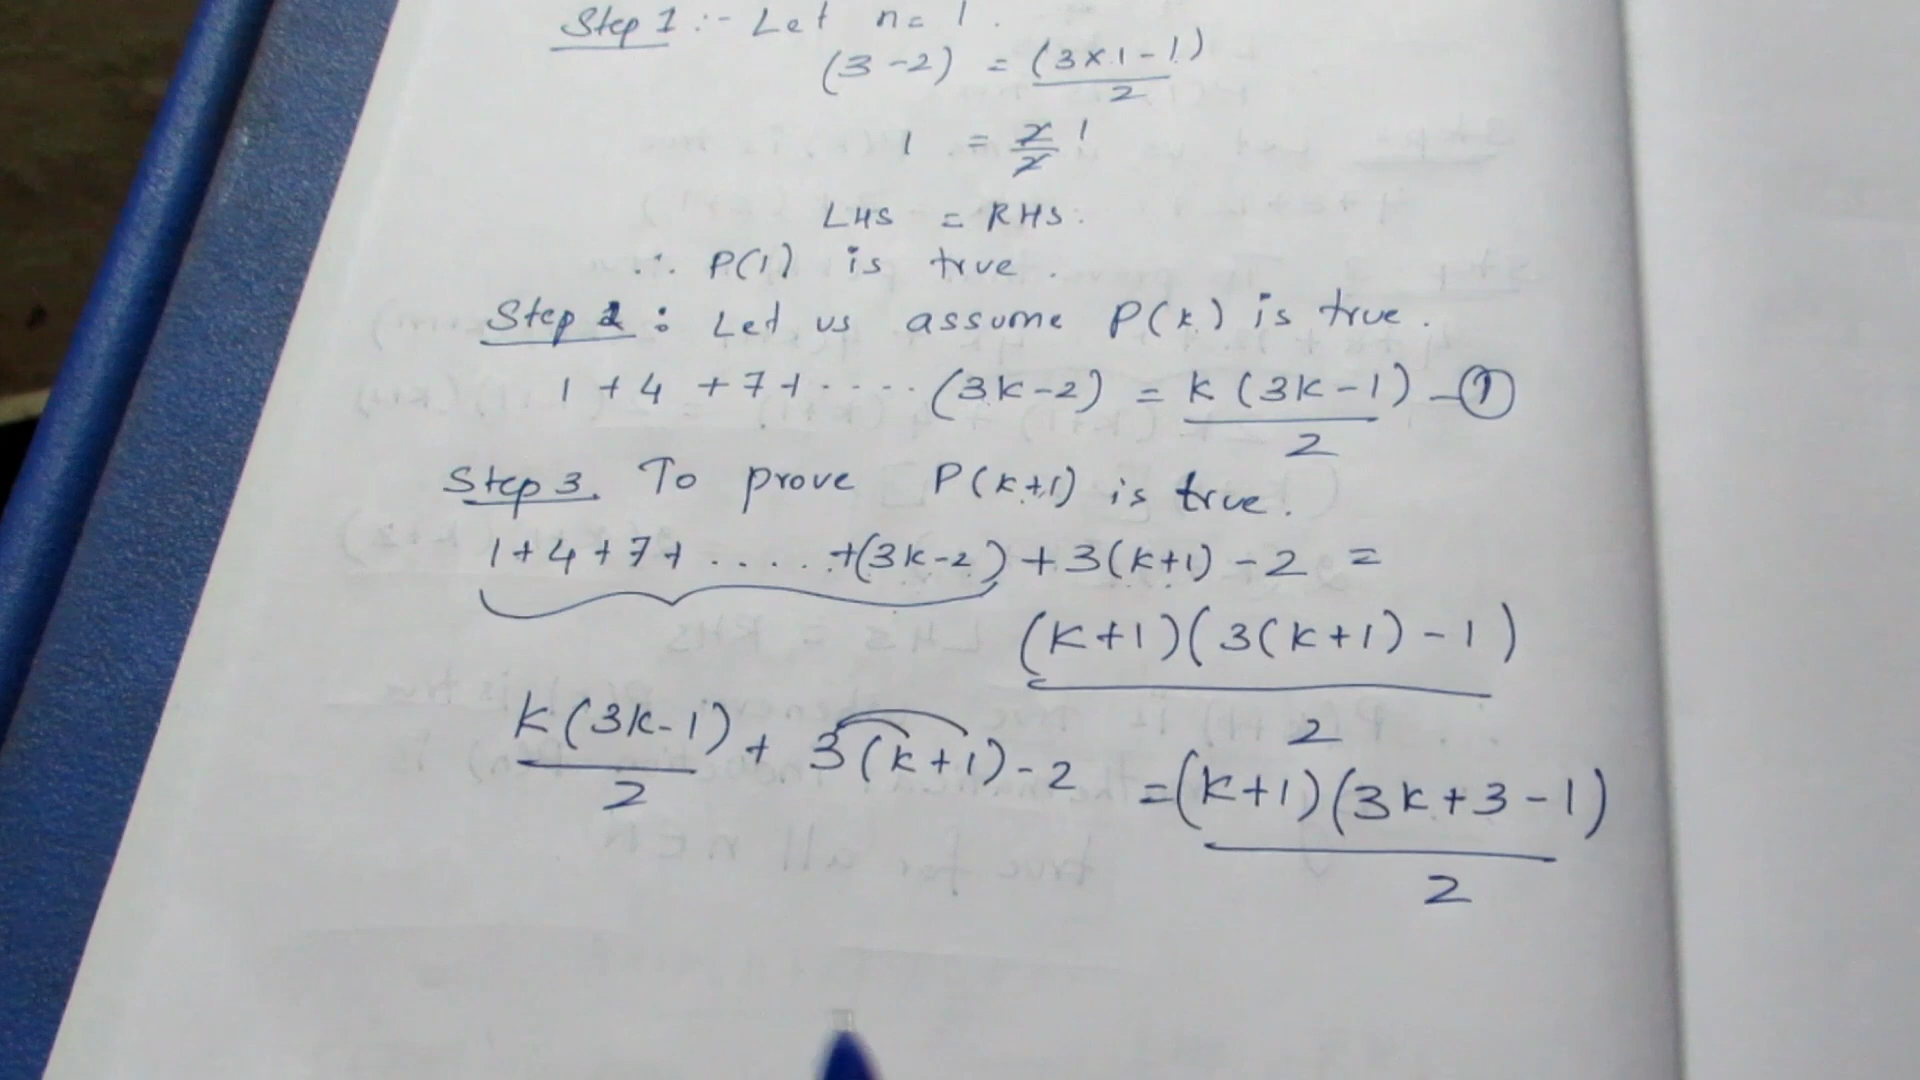 Step 1 :- Let n = 1.
(3-2) = (3×1-1)/2
1 = 2/2 1
LHS = RHS.
∴ P(1) is true.
Step 2 : Let us assume P(k) is true.
1 + 4 + 7 + ..... (3k-2) = k(3k-1)/2 - ①
Step 3. To prove P(k+1) is true.
1 + 4 + 7 + ..... +(3k-2) + 3(k+1) - 2 =
(k+1)(3(k+1)-1)/2
k(3k-1)/2 + 3(k+1) - 2 = (k+1)(3k+3-1)/2